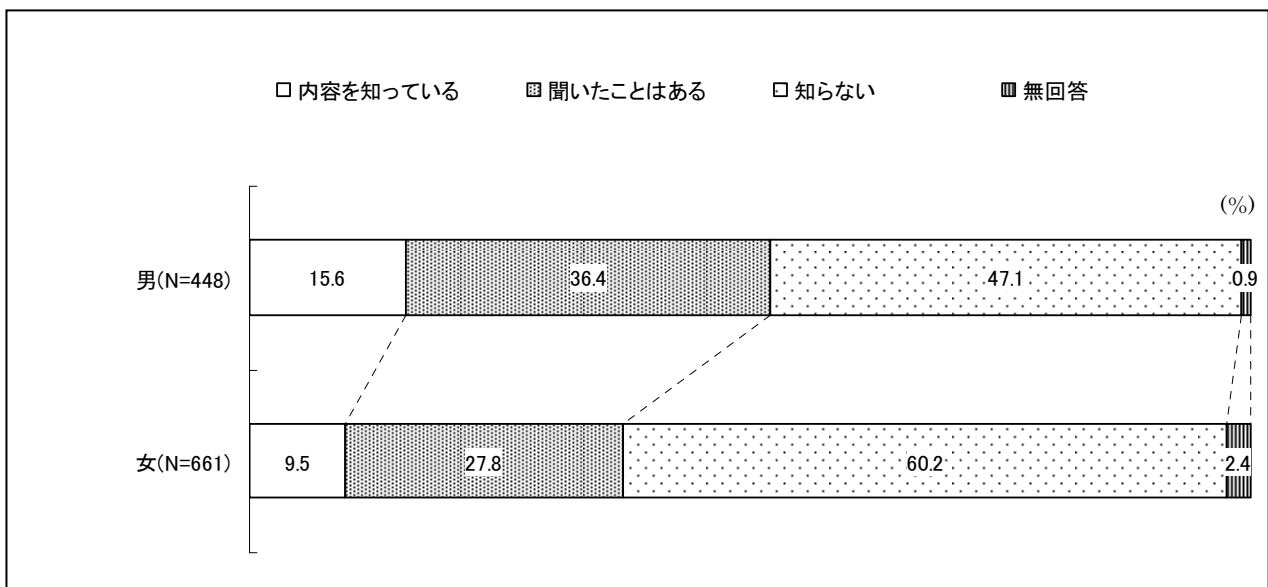 □ 内容を知っている ▩ 聞いたことはある □ 知らない ▥ 無回答
(%)
男(N=448) 15.6 36.4 47.1 0.9
女(N=661) 9.5 27.8 60.2 2.4